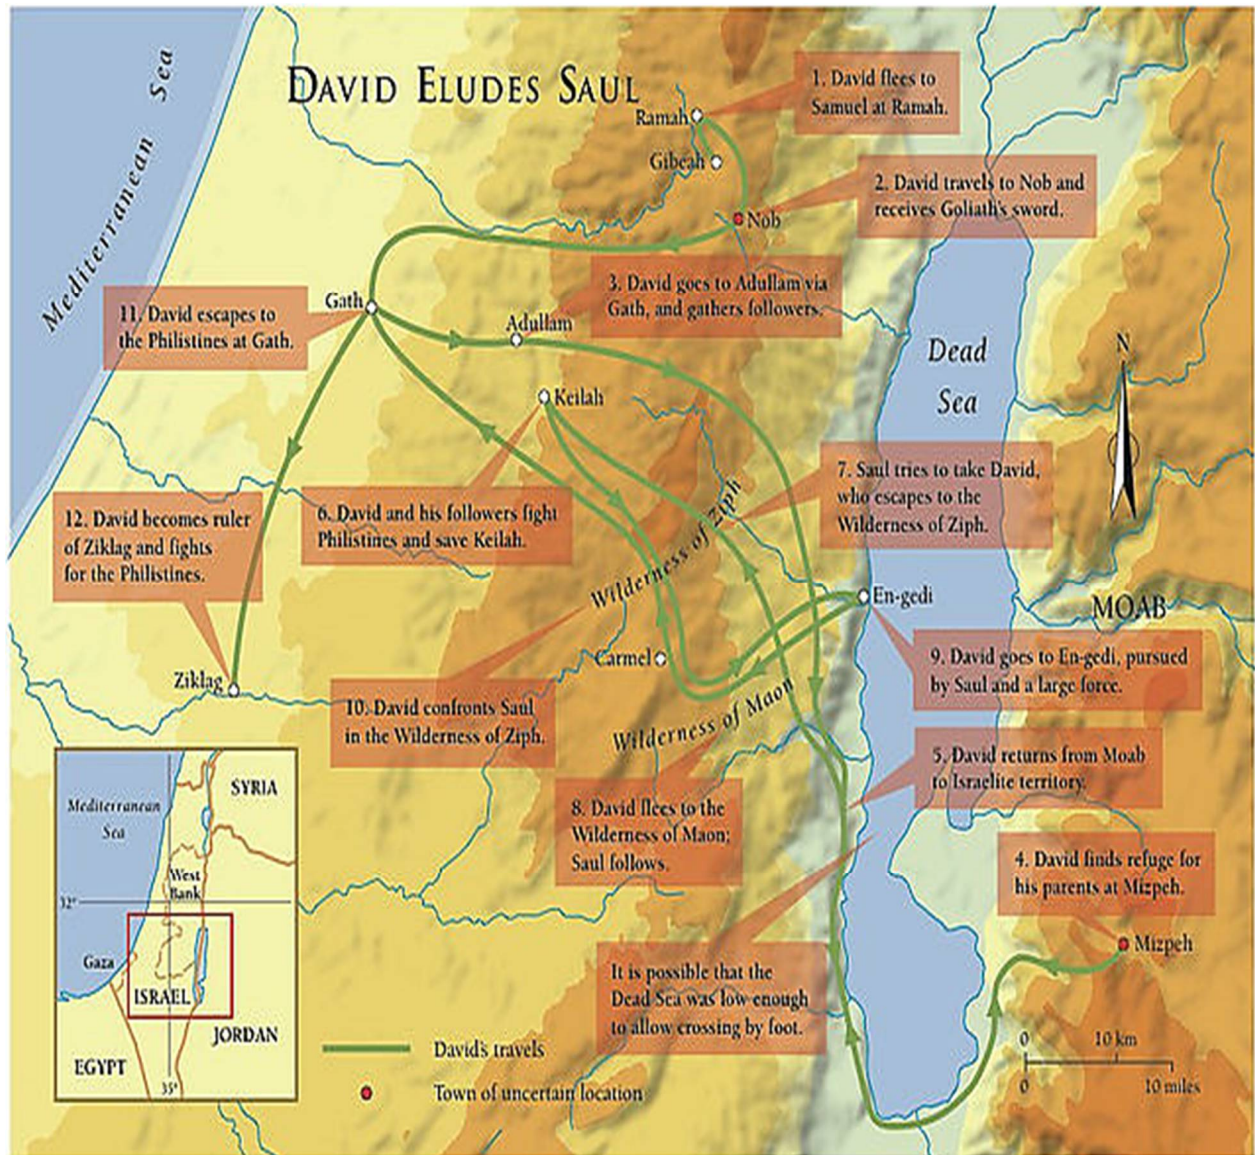 DAVID ELUDES SAUL
Mediterranean Sea
Ramah
Gibeah
Nob
1. David flees to
Samuel at Ramah.
2. David travels to Nob and
receives Goliath's sword.
3. David goes to Adullam via
Gath, and gathers followers.
Gath
Adullam
11. David escapes to
the Philistines at Gath.
Keilah
Dead
Sea
N
7. Saul tries to take David,
who escapes to the
Wilderness of Ziph.
6. David and his followers fight
Philistines and save Keilah.
12. David becomes ruler
of Ziklag and fights
for the Philistines.
Wilderness of Ziph
En-gedi
MOAB
Carmel
Ziklag
9. David goes to En-gedi, pursued
by Saul and a large force.
10. David confronts Saul
in the Wilderness of Ziph.
Wilderness of Maon
5. David returns from Moab
to Israelite territory.
8. David flees to the
Wilderness of Maon;
Saul follows.
4. David finds refuge for
his parents at Mizpeh.
Mizpeh
It is possible that the
Dead Sea was low enough
to allow crossing by foot.
SYRIA
Mediterranean
Sea
West
Bank
32°
Gaza
ISRAEL
JORDAN
EGYPT
35°
David's travels
Town of uncertain location
0 10 km
0 10 miles